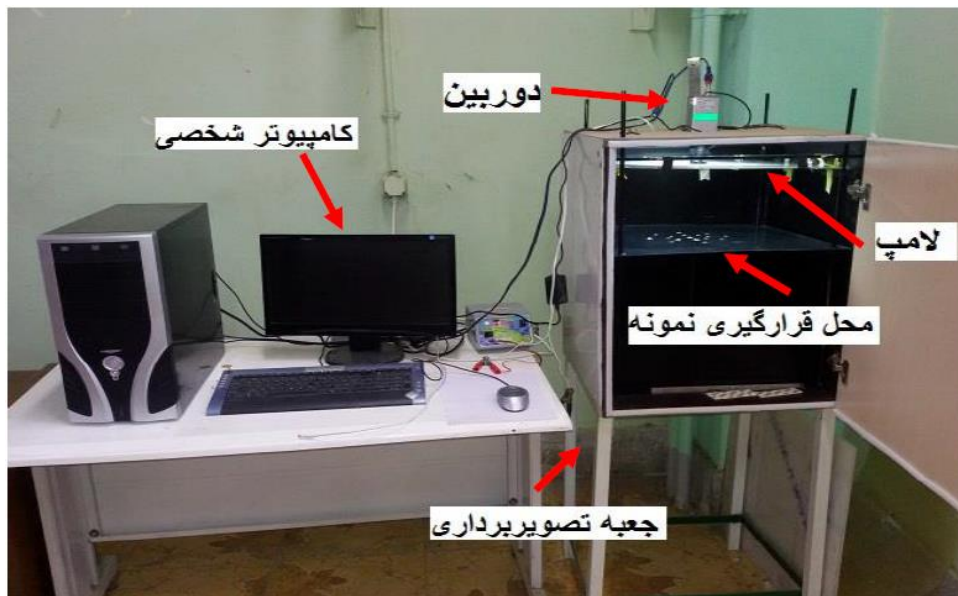 دوربین
کامپیوتر شخصی
لامپ
محل قرارگیری نمونه
جعبه تصویربرداری